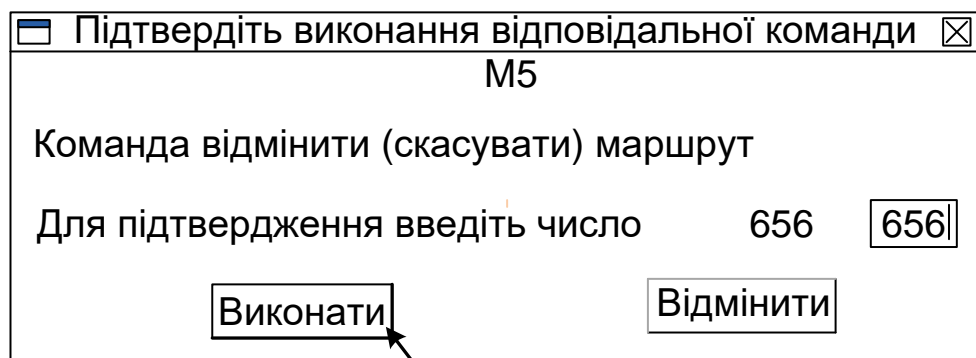 Підтвердіть виконання відповідальної команди
М5
Команда відмінити (скасувати) маршрут
Для підтвердження введіть число 656 656
Виконати Відмінити